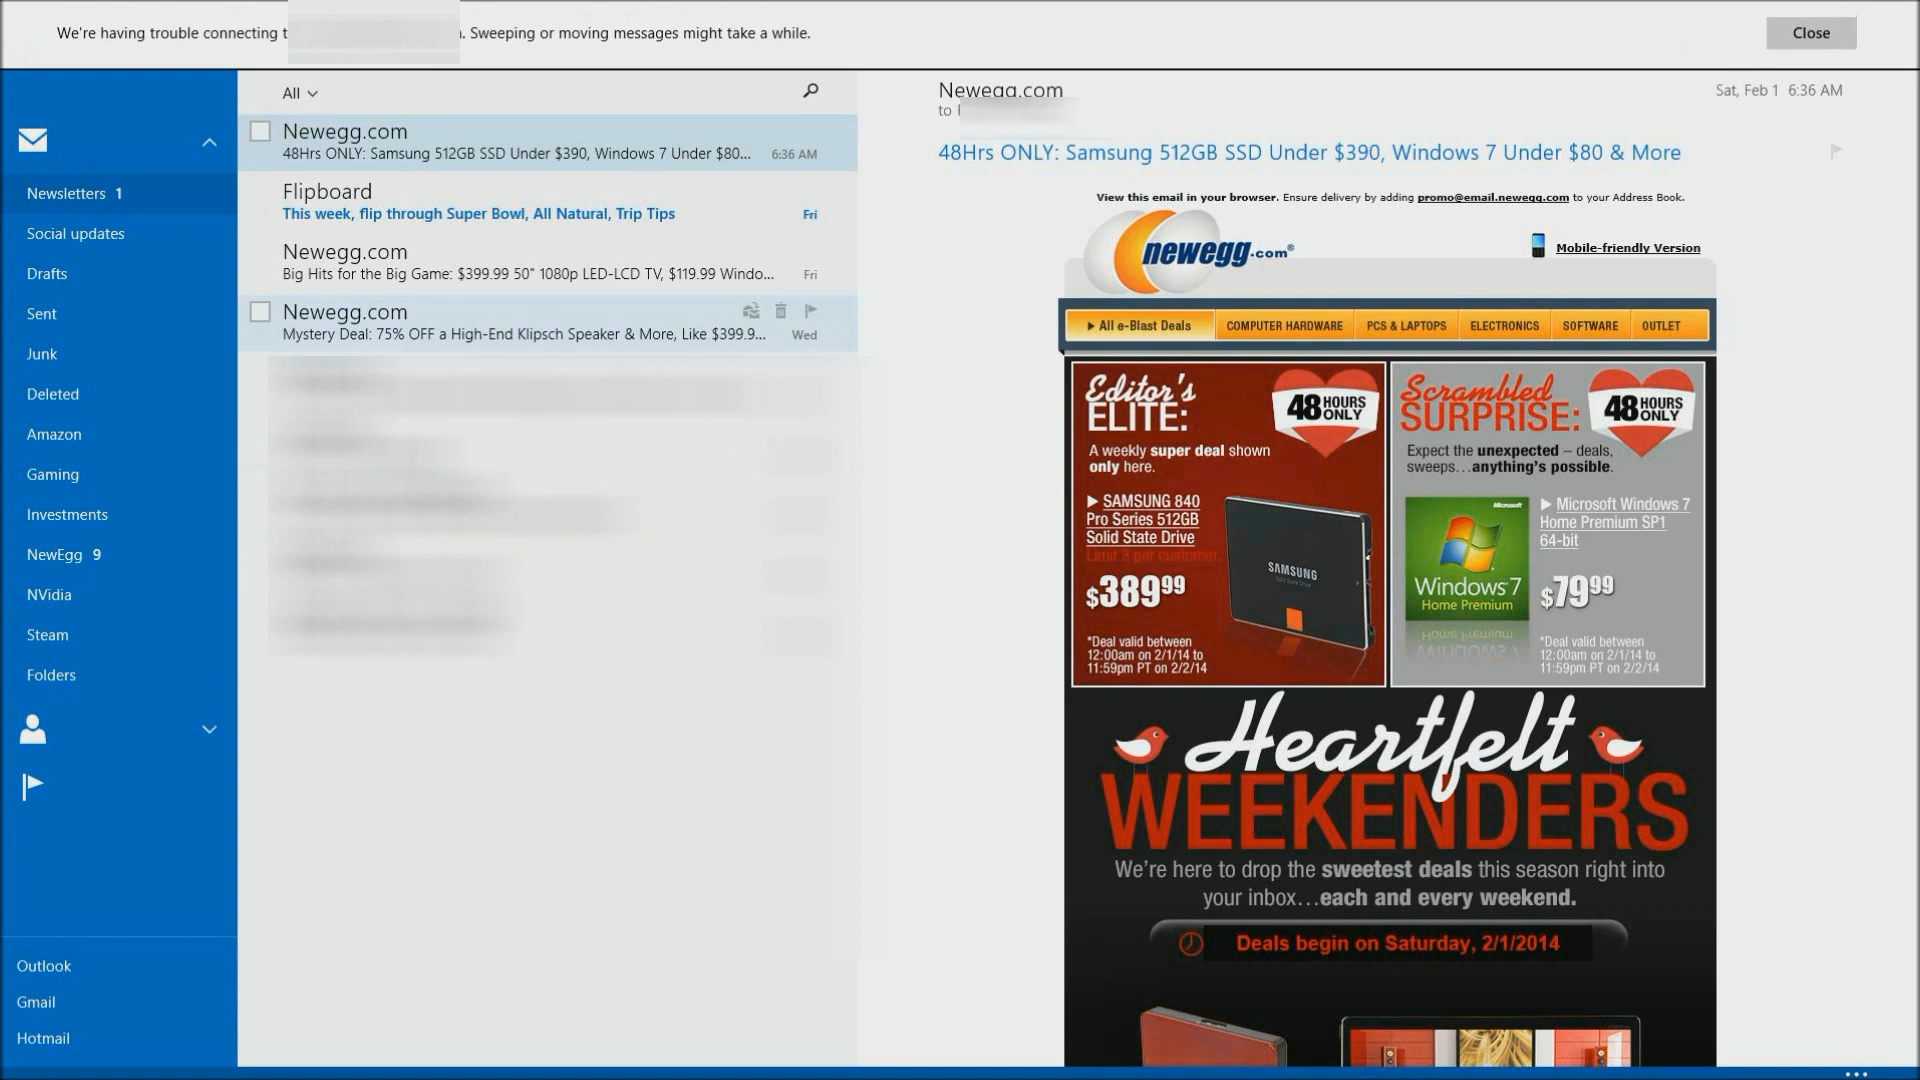 We're having trouble connecting t
. Sweeping or moving messages might take a while.
Close
Newsletters 1
Social updates
Drafts
Sent
Junk
Deleted
Amazon
Gaming
Investments
NewEgg 9
NVidia
Steam
Folders
Outlook
Gmail
Hotmail
All
Newegg.com
48Hrs ONLY: Samsung 512GB SSD Under $390, Windows 7 Under $80...
6:36 AM
Flipboard
This week, flip through Super Bowl, All Natural, Trip Tips
Fri
Newegg.com
Big Hits for the Big Game: $399.99 50" 1080p LED-LCD TV, $119.99 Windo...
Fri
Newegg.com
Mystery Deal: 75% OFF a High-End Klipsch Speaker & More, Like $399.9...
Wed
Newegg.com
Sat, Feb 1 6:36 AM
to
48Hrs ONLY: Samsung 512GB SSD Under $390, Windows 7 Under $80 & More
View this email in your browser. Ensure delivery by adding promo@email.newegg.com to your Address Book.
newegg.com®
Mobile-friendly Version
All e-Blast Deals
COMPUTER HARDWARE
PCS & LAPTOPS
ELECTRONICS
SOFTWARE
OUTLET
Editor's
ELITE:
48 HOURS
ONLY
A weekly super deal shown
only here.
SAMSUNG 840
Pro Series 512GB
Solid State Drive
Limit 3 per customer.
$389.99
*Deal valid between
12:00am on 2/1/14 to
11:59pm PT on 2/2/14
SAMSUNG
Solid State Drive
Scrambled
SURPRISE:
48 HOURS
ONLY
Expect the unexpected – deals,
sweeps...anything's possible.
Microsoft
Windows 7
Home Premium
Microsoft Windows 7
Home Premium SP1
64-bit
$79.99
*Deal valid between
12:00am on 2/1/14 to
11:59pm PT on 2/2/14
Heartfelt
WEEKENDERS
We're here to drop the sweetest deals this season right into
your inbox...each and every weekend.
Deals begin on Saturday, 2/1/2014